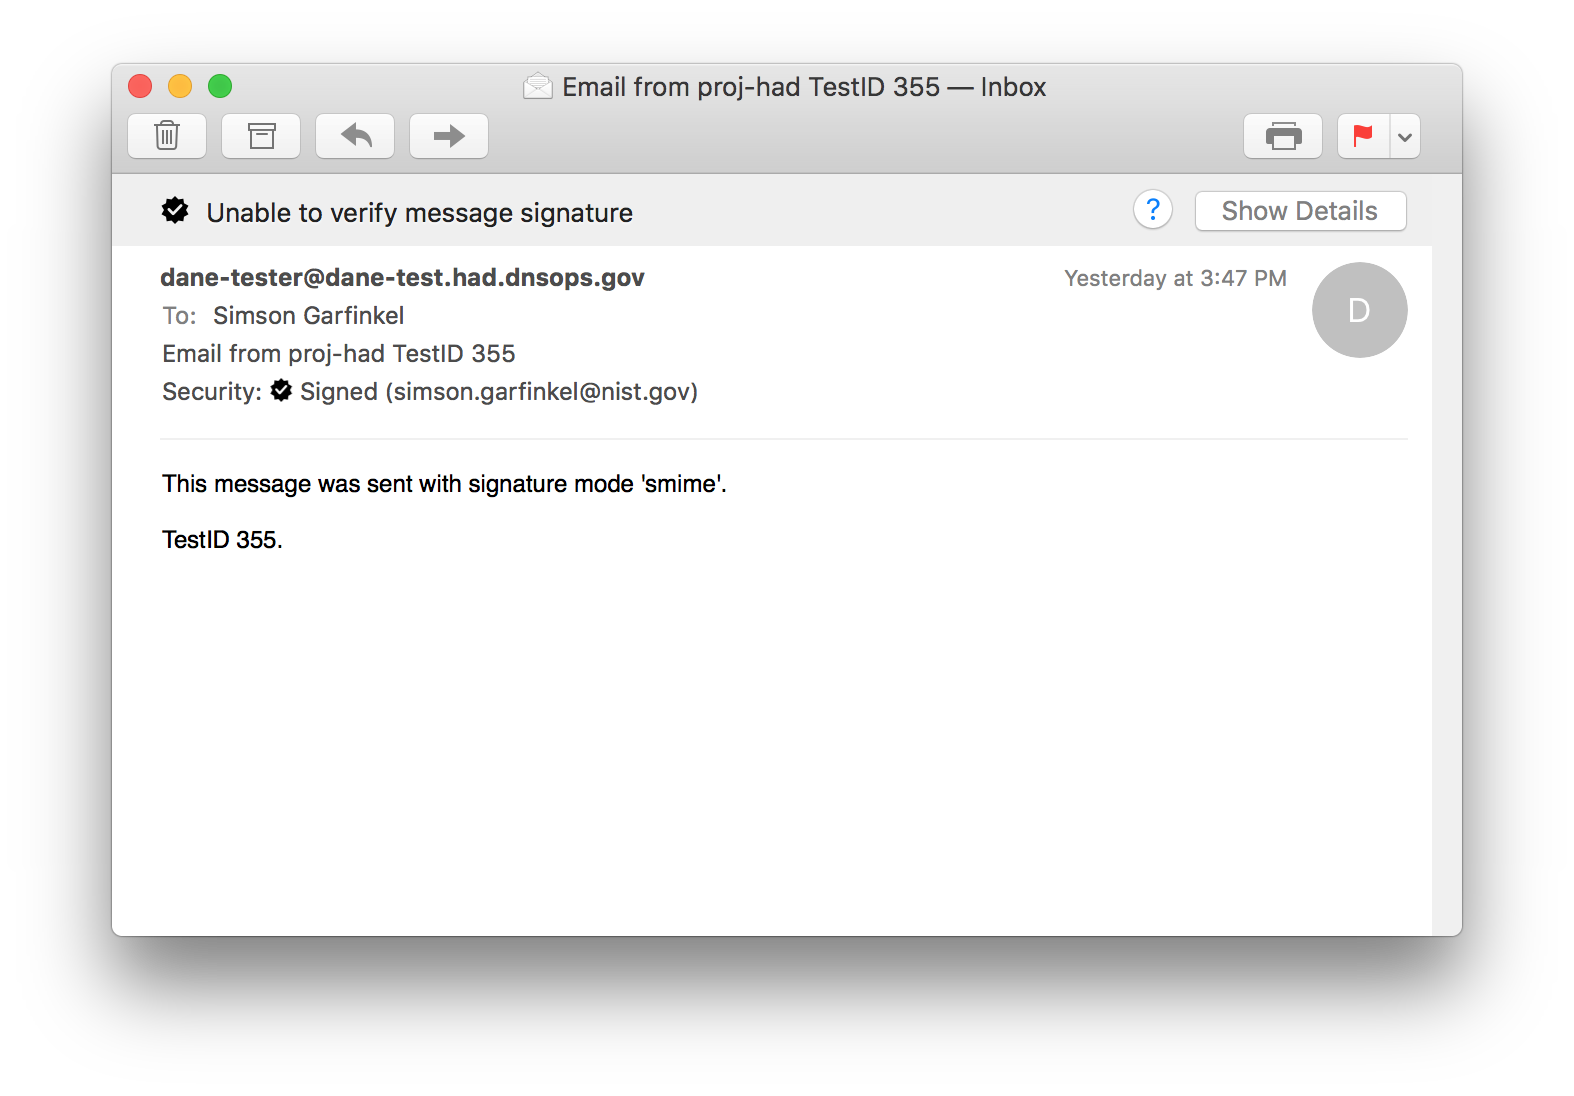 Email from proj-had TestID 355 — Inbox
Unable to verify message signature
?
Show Details
dane-tester@dane-test.had.dnsops.gov
Yesterday at 3:47 PM
D
To: Simson Garfinkel
Email from proj-had TestID 355
Security: Signed (simson.garfinkel@nist.gov)
This message was sent with signature mode 'smime'.
TestID 355.